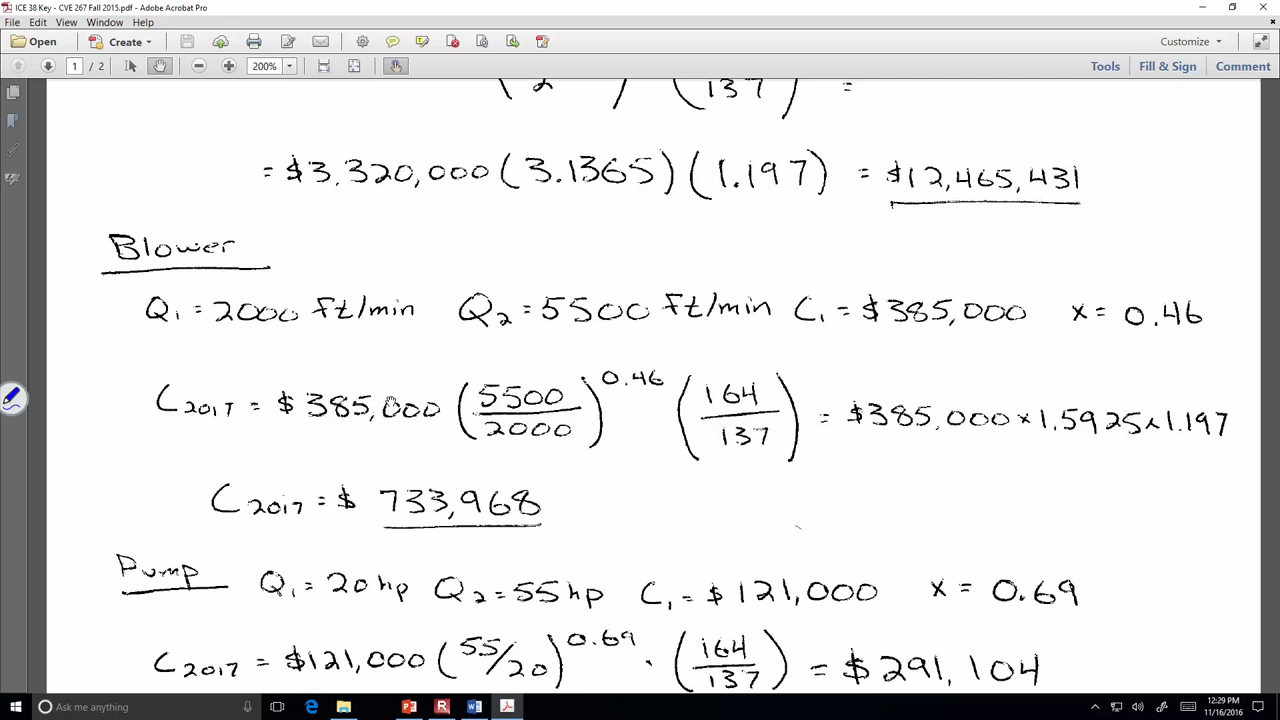 ICE 38 Key - CVE 267 Fall 2015.pdf - Adobe Acrobat Pro
File Edit View Window Help
Open Create Customize
1 / 2 200% Tools Fill & Sign Comment
( 2 ) ( 137 ) =
= $3,320,000 (3.1365) (1.197) = $12,465,431
Blower
Q1 = 2000 ft/min Q2 = 5500 ft/min C1 = $385,000 x = 0.46
C2017 = $385,000 (5500/2000)^0.46 (164/137) = $385,000 x 1.5925 x 1.197
C2017 = $ 733,968
Pump Q1 = 20 hp Q2 = 55 hp C1 = $121,000 x = 0.69
C2017 = $121,000 (55/20)^0.69 · (164/137) = $291,104
Ask me anything 12:29 PM
11/16/2016